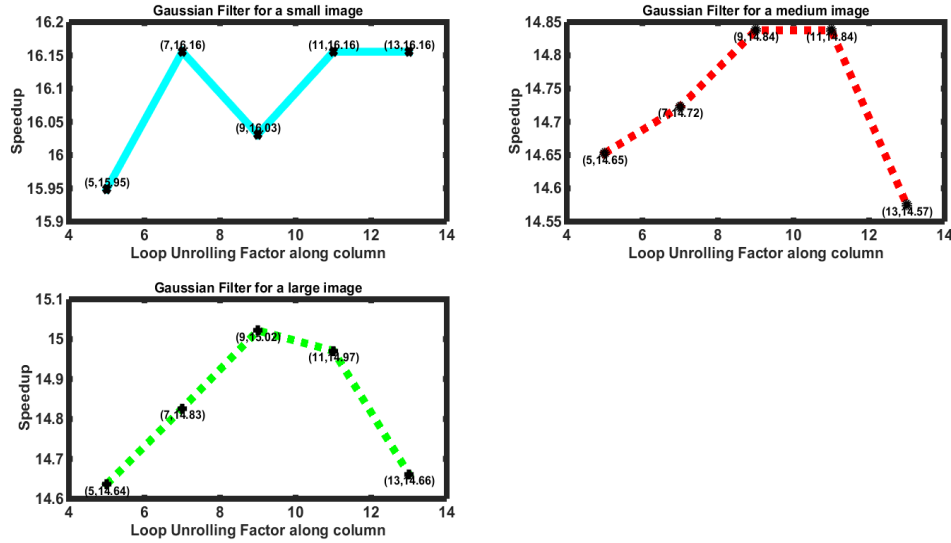 Gaussian Filter for a small image
16.2
16.15
16.1
16.05
16
15.95
15.9
Speedup
(5,15.95)
(7,16.16)
(9,16.03)
(11,16.16)
(13,16.16)
4 6 8 10 12 14
Loop Unrolling Factor along column
Gaussian Filter for a medium image
14.85
14.8
14.75
14.7
14.65
14.6
14.55
Speedup
(5,14.65)
(7,14.72)
(9,14.84)
(11,14.84)
(13,14.57)
4 6 8 10 12 14
Loop Unrolling Factor along column
Gaussian Filter for a large image
15.1
15
14.9
14.8
14.7
14.6
Speedup
(5,14.64)
(7,14.83)
(9,15.02)
(11,14.97)
(13,14.66)
4 6 8 10 12 14
Loop Unrolling Factor along column